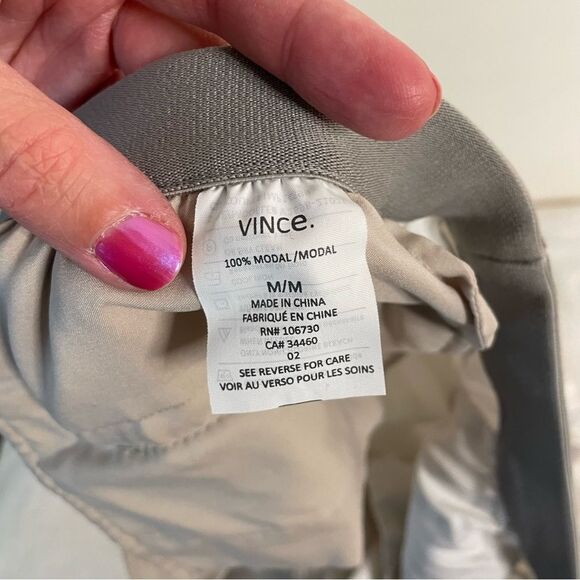 VINce.
100% MODAL/MODAL
M/M
MADE IN CHINA
FABRIQUÉ EN CHINE
RN# 106730
CA# 34460
02
SEE REVERSE FOR CARE
VOIR AU VERSO POUR LES SOINS